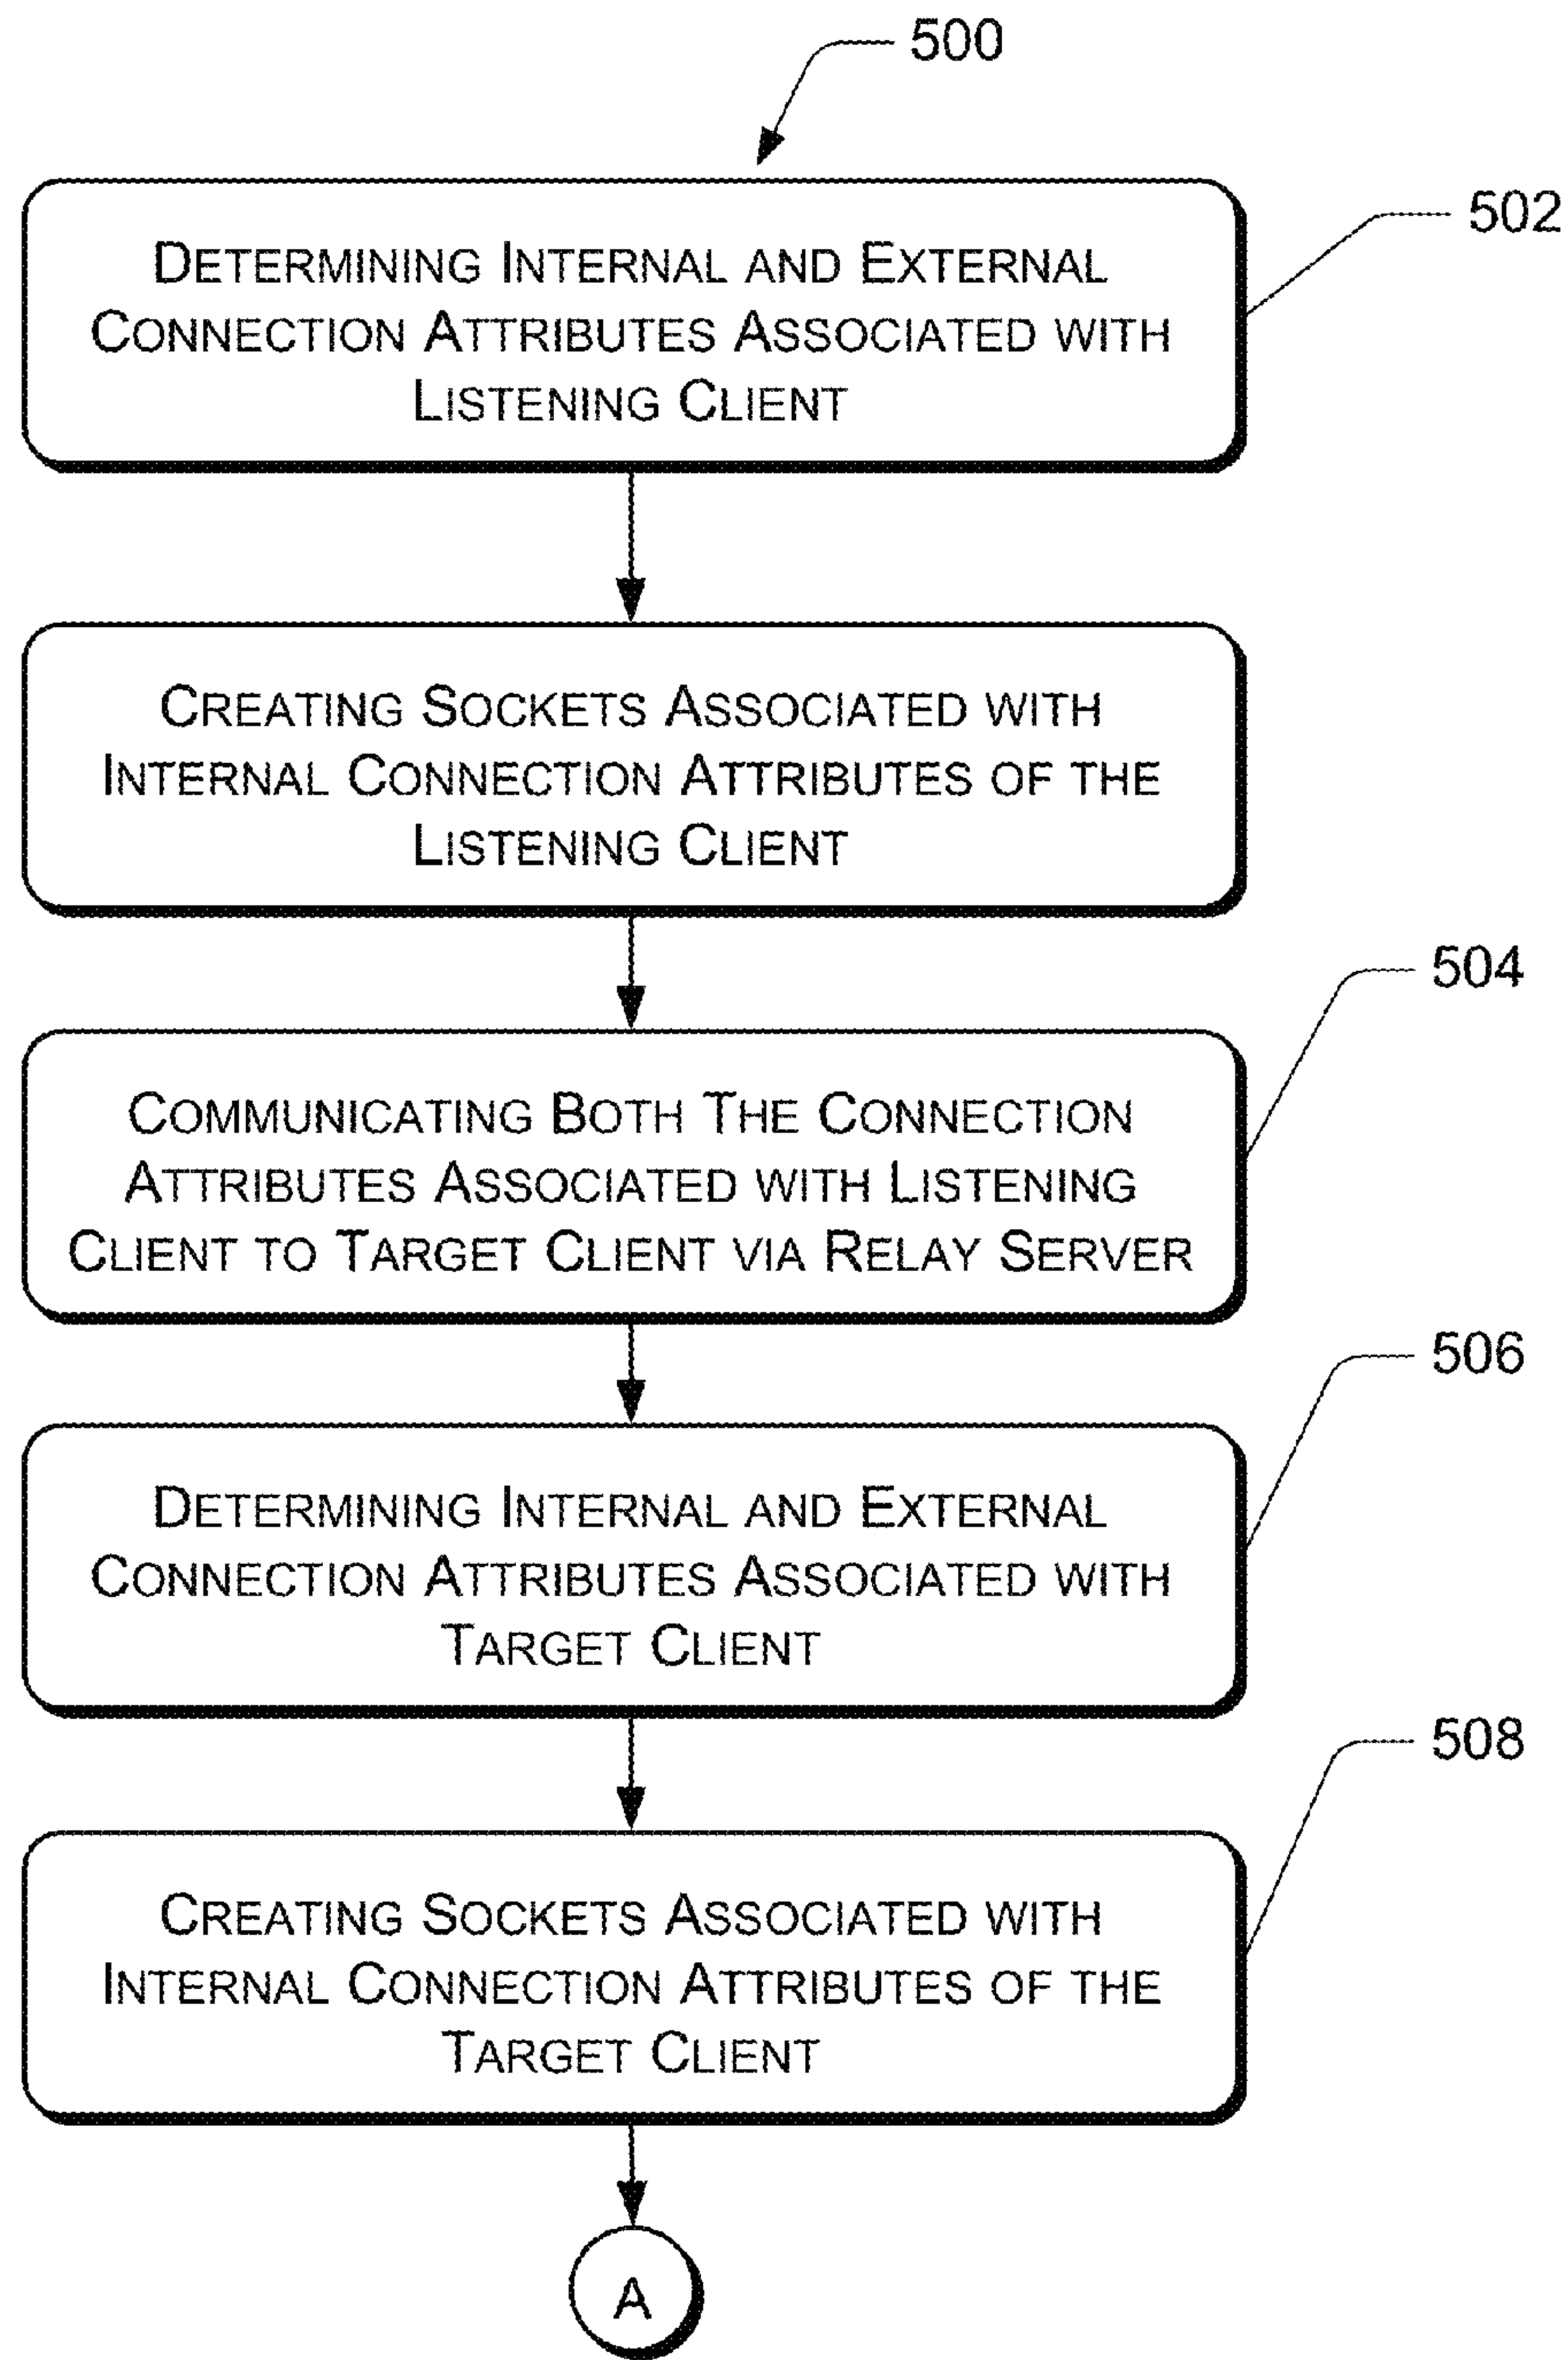 500
502
DETERMINING INTERNAL AND EXTERNAL
CONNECTION ATTRIBUTES ASSOCIATED WITH
LISTENING CLIENT
CREATING SOCKETS ASSOCIATED WITH
INTERNAL CONNECTION ATTRIBUTES OF THE
LISTENING CLIENT
504
COMMUNICATING BOTH THE CONNECTION
ATTRIBUTES ASSOCIATED WITH LISTENING
CLIENT TO TARGET CLIENT VIA RELAY SERVER
506
DETERMINING INTERNAL AND EXTERNAL
CONNECTION ATTRIBUTES ASSOCIATED WITH
TARGET CLIENT
508
CREATING SOCKETS ASSOCIATED WITH
INTERNAL CONNECTION ATTRIBUTES OF THE
TARGET CLIENT
A